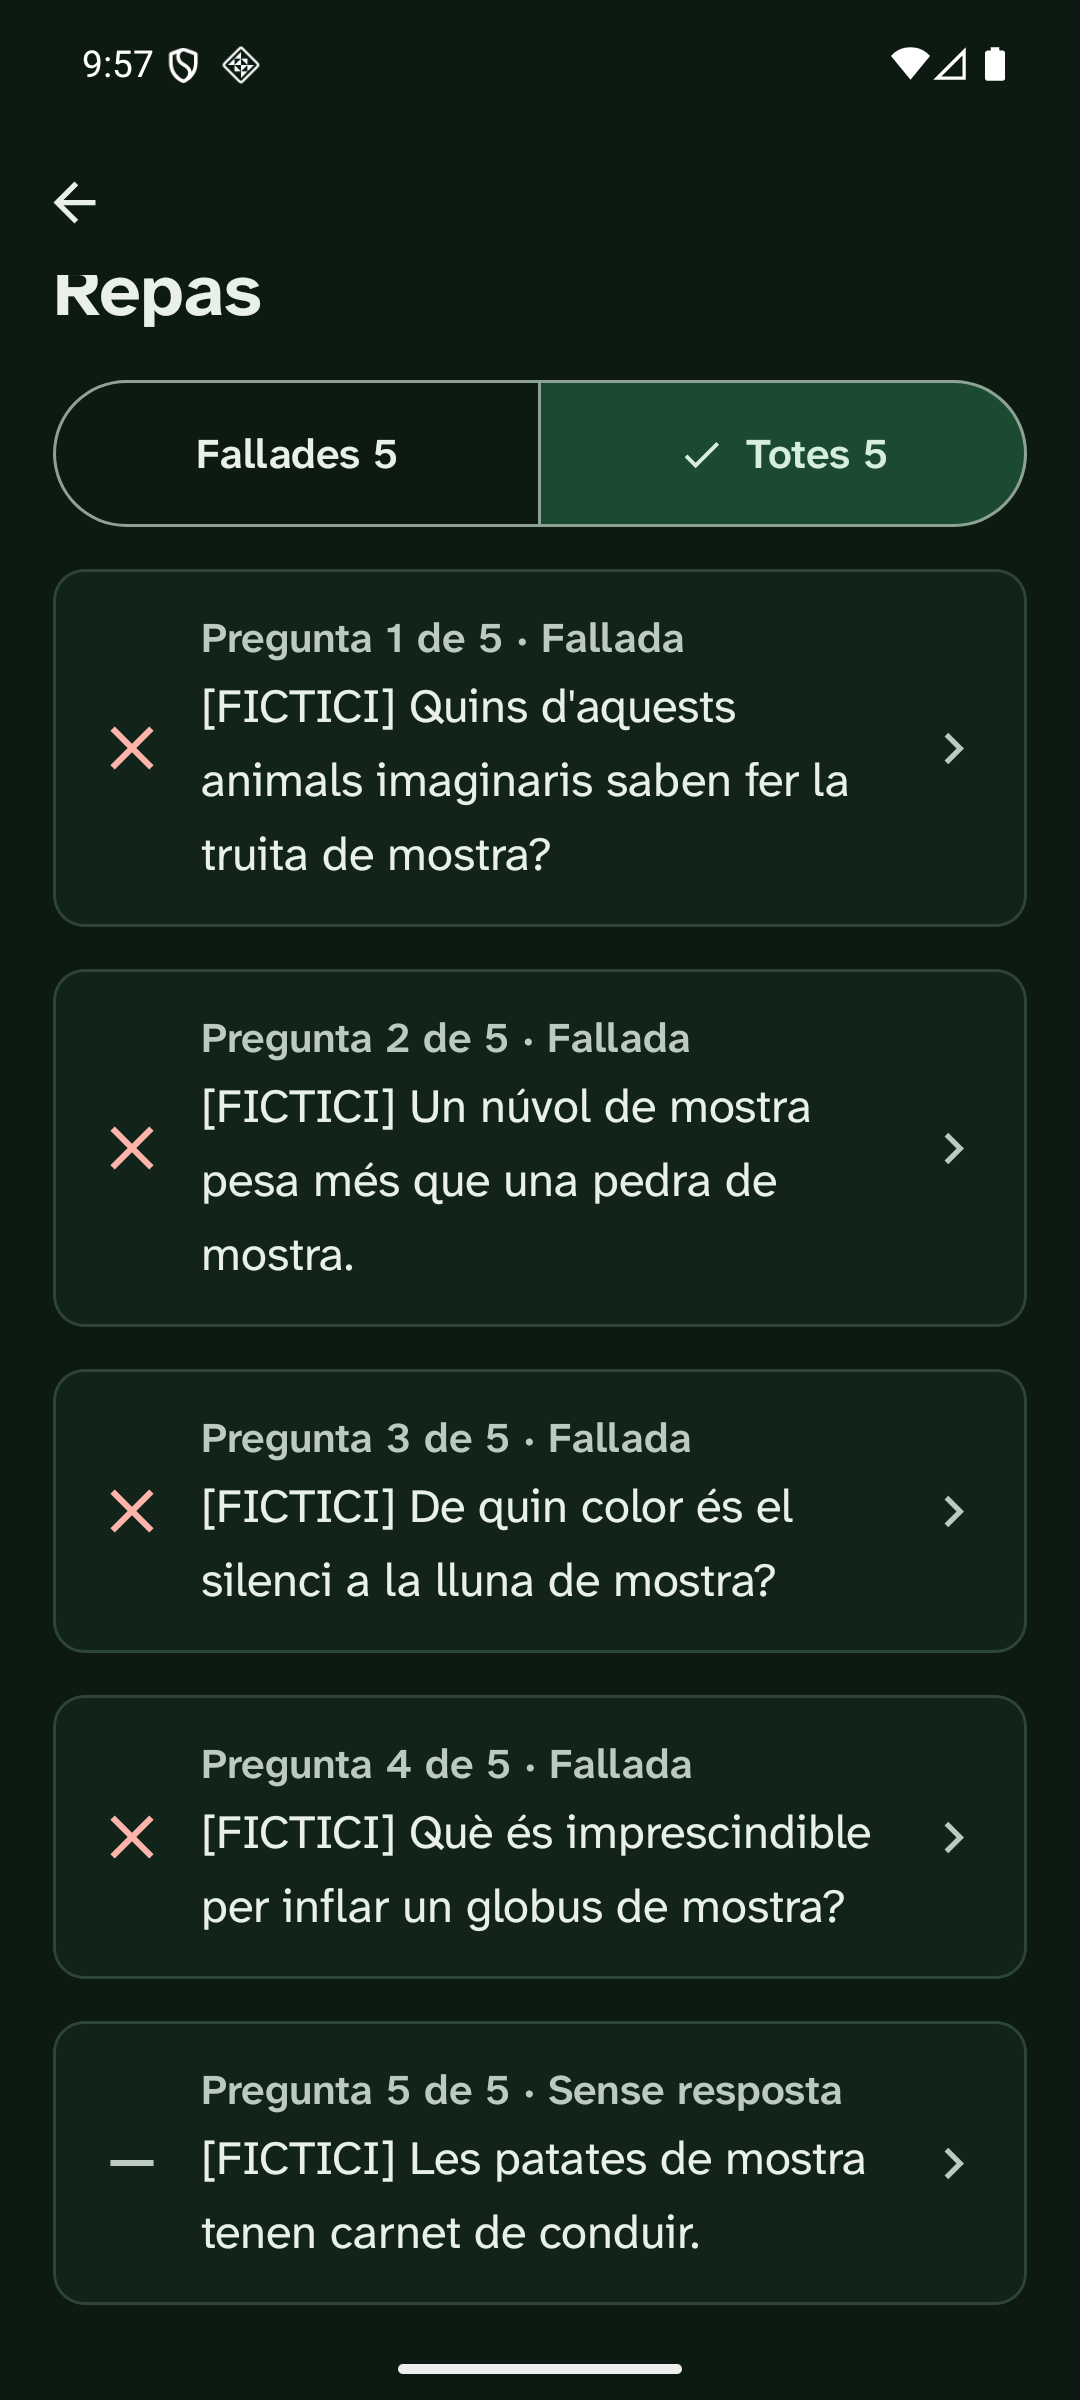 9:57
Repas
Fallades 5
Totes 5
Pregunta 1 de 5 · Fallada
[FICTICI] Quins d'aquests
animals imaginaris saben fer la
truita de mostra?
Pregunta 2 de 5 · Fallada
[FICTICI] Un núvol de mostra
pesa més que una pedra de
mostra.
Pregunta 3 de 5 · Fallada
[FICTICI] De quin color és el
silenci a la lluna de mostra?
Pregunta 4 de 5 · Fallada
[FICTICI] Què és imprescindible
per inflar un globus de mostra?
Pregunta 5 de 5 · Sense resposta
[FICTICI] Les patates de mostra
tenen carnet de conduir.